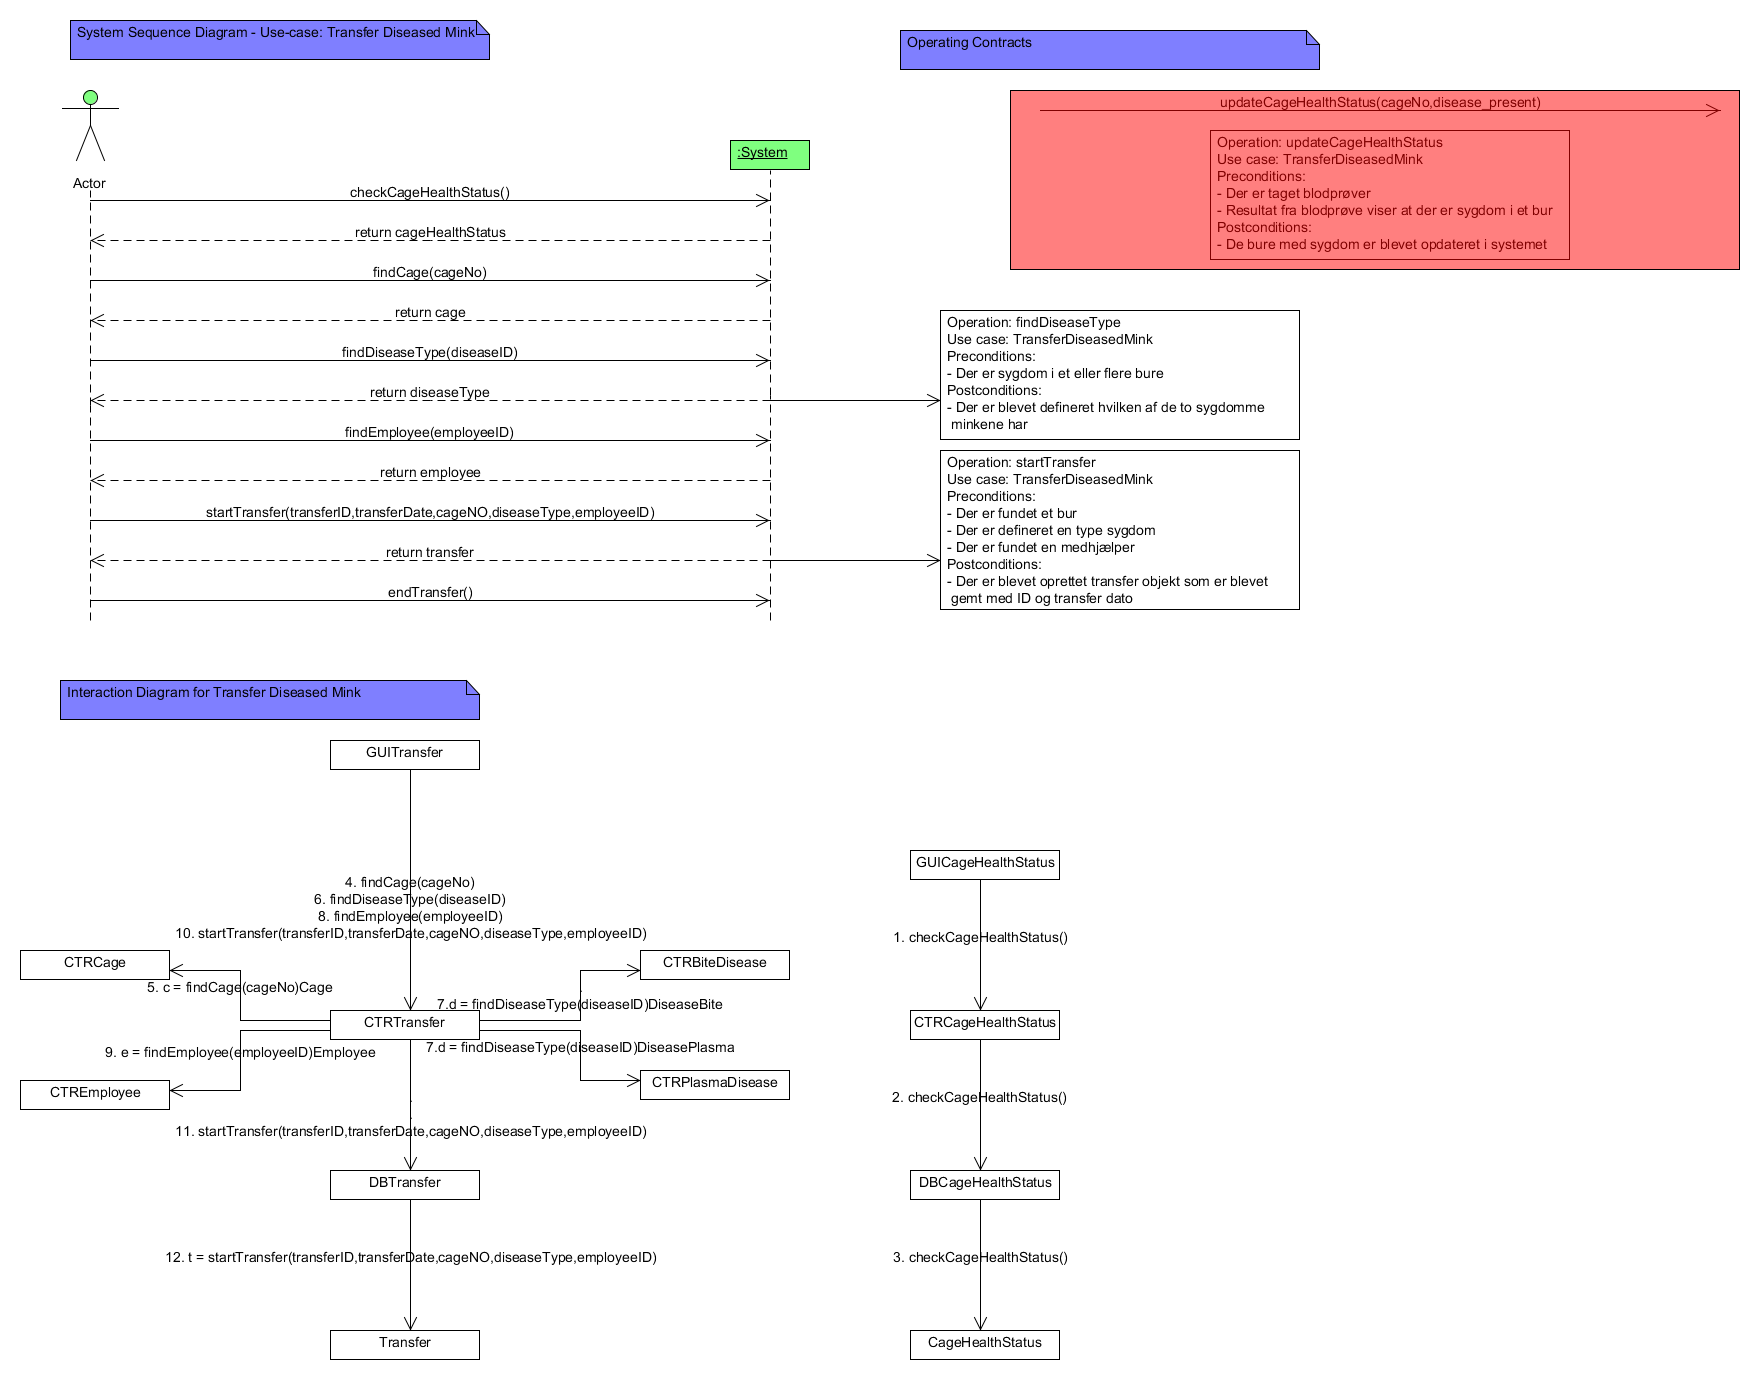 System Sequence Diagram - Use-case: Transfer Diseased Mink
Operating Contracts
Actor
:System
checkCageHealthStatus()
return cageHealthStatus
findCage(cageNo)
return cage
findDiseaseType(diseaseID)
return diseaseType
findEmployee(employeeID)
return employee
startTransfer(transferID,transferDate,cageNO,diseaseType,employeeID)
return transfer
endTransfer()
updateCageHealthStatus(cageNo,disease_present)
Operation: updateCageHealthStatus
Use case: TransferDiseasedMink
Preconditions:
- Der er taget blodprøver
- Resultat fra blodprøve viser at der er sygdom i et bur
Postconditions:
- De bure med sygdom er blevet opdateret i systemet
Operation: findDiseaseType
Use case: TransferDiseasedMink
Preconditions:
- Der er sygdom i et eller flere bure
Postconditions:
- Der er blevet defineret hvilken af de to sygdomme
minkene har
Operation: startTransfer
Use case: TransferDiseasedMink
Preconditions:
- Der er fundet et bur
- Der er defineret en type sygdom
- Der er fundet en medhjælper
Postconditions:
- Der er blevet oprettet transfer objekt som er blevet
gemt med ID og transfer dato
Interaction Diagram for Transfer Diseased Mink
GUITransfer
4. findCage(cageNo)
6. findDiseaseType(diseaseID)
8. findEmployee(employeeID)
10. startTransfer(transferID,transferDate,cageNO,diseaseType,employeeID)
CTRCage
CTRBiteDisease
5. c = findCage(cageNo)Cage
7.d = findDiseaseType(diseaseID)DiseaseBite
CTRTransfer
9. e = findEmployee(employeeID)Employee
7.d = findDiseaseType(diseaseID)DiseasePlasma
CTREmployee
CTRPlasmaDisease
11. startTransfer(transferID,transferDate,cageNO,diseaseType,employeeID)
DBTransfer
12. t = startTransfer(transferID,transferDate,cageNO,diseaseType,employeeID)
Transfer
GUICageHealthStatus
1. checkCageHealthStatus()
CTRCageHealthStatus
2. checkCageHealthStatus()
DBCageHealthStatus
3. checkCageHealthStatus()
CageHealthStatus